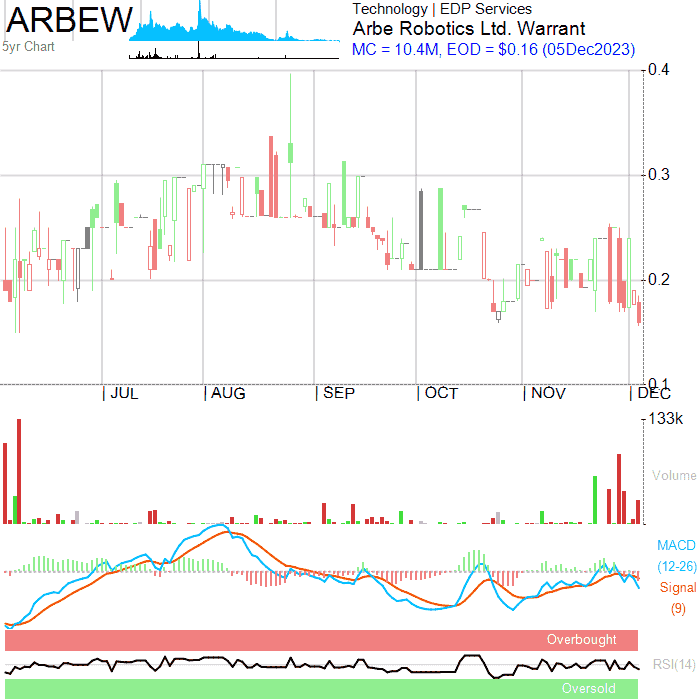 ARBEW
5yr Chart
Technology | EDP Services
Arbe Robotics Ltd. Warrant
MC = 10.4M, EOD = $0.16 (05Dec2023)
0.4
0.3
0.2
0.1
| JUL | AUG | SEP | OCT | NOV | DEC
133k
Volume
MACD
(12-26)
Signal
(9)
Overbought
RSI(14)
Oversold